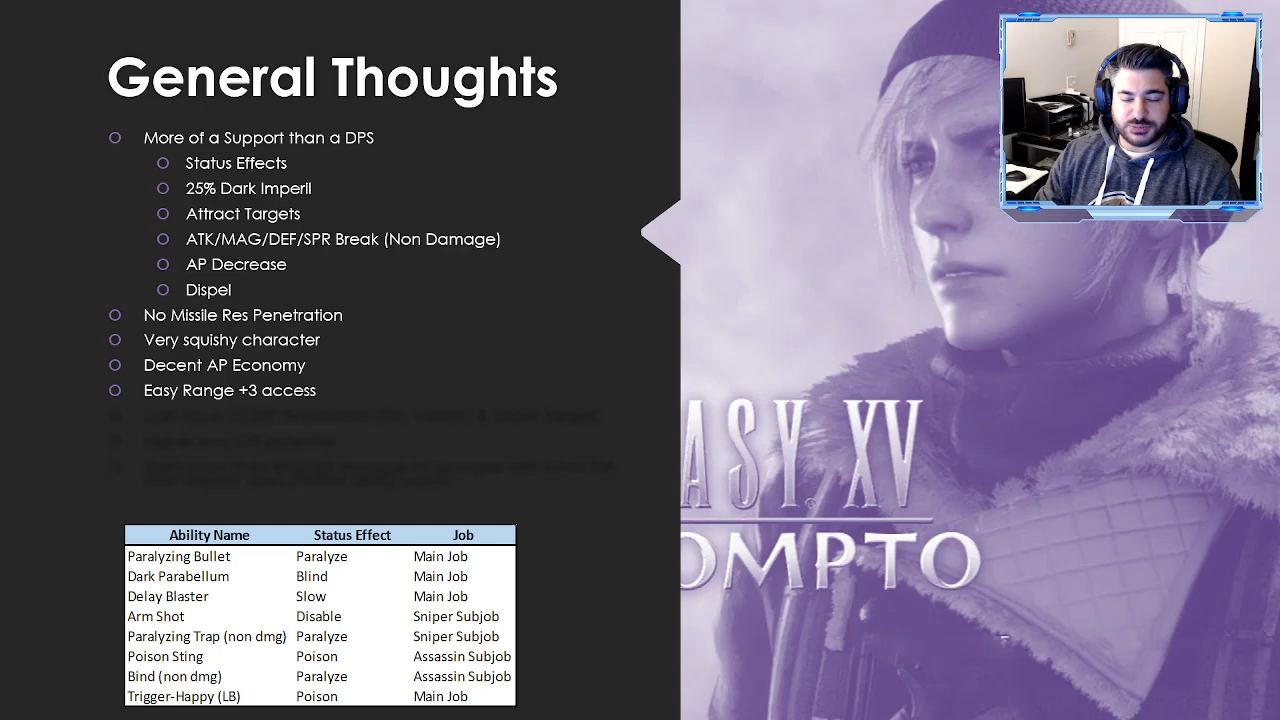 General Thoughts
More of a Support than a DPS
Status Effects
25% Dark Imperil
Attract Targets
ATK/MAG/DEF/SPR Break (Non Damage)
AP Decrease
Dispel
No Missile Res Penetration
Very squishy character
Decent AP Economy
Easy Range +3 access
Ability Name Status Effect Job
Paralyzing Bullet Paralyze Main Job
Dark Parabellum Blind Main Job
Delay Blaster Slow Main Job
Arm Shot Disable Sniper Subjob
Paralyzing Trap (non dmg) Paralyze Sniper Subjob
Poison Sting Poison Assassin Subjob
Bind (non dmg) Paralyze Assassin Subjob
Trigger-Happy (LB) Poison Main Job
ASY XV
OMPTO